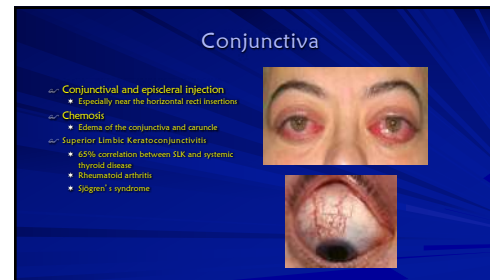 Conjunctiva
Conjunctival and episcleral injection
Especially near the horizontal recti insertions
Chemosis
Edema of the conjunctiva and caruncle
Superior Limbic Keratoconjunctivitis
65% correlation between SLK and systemic
thyroid disease
Rheumatoid arthritis
Sjögren's syndrome